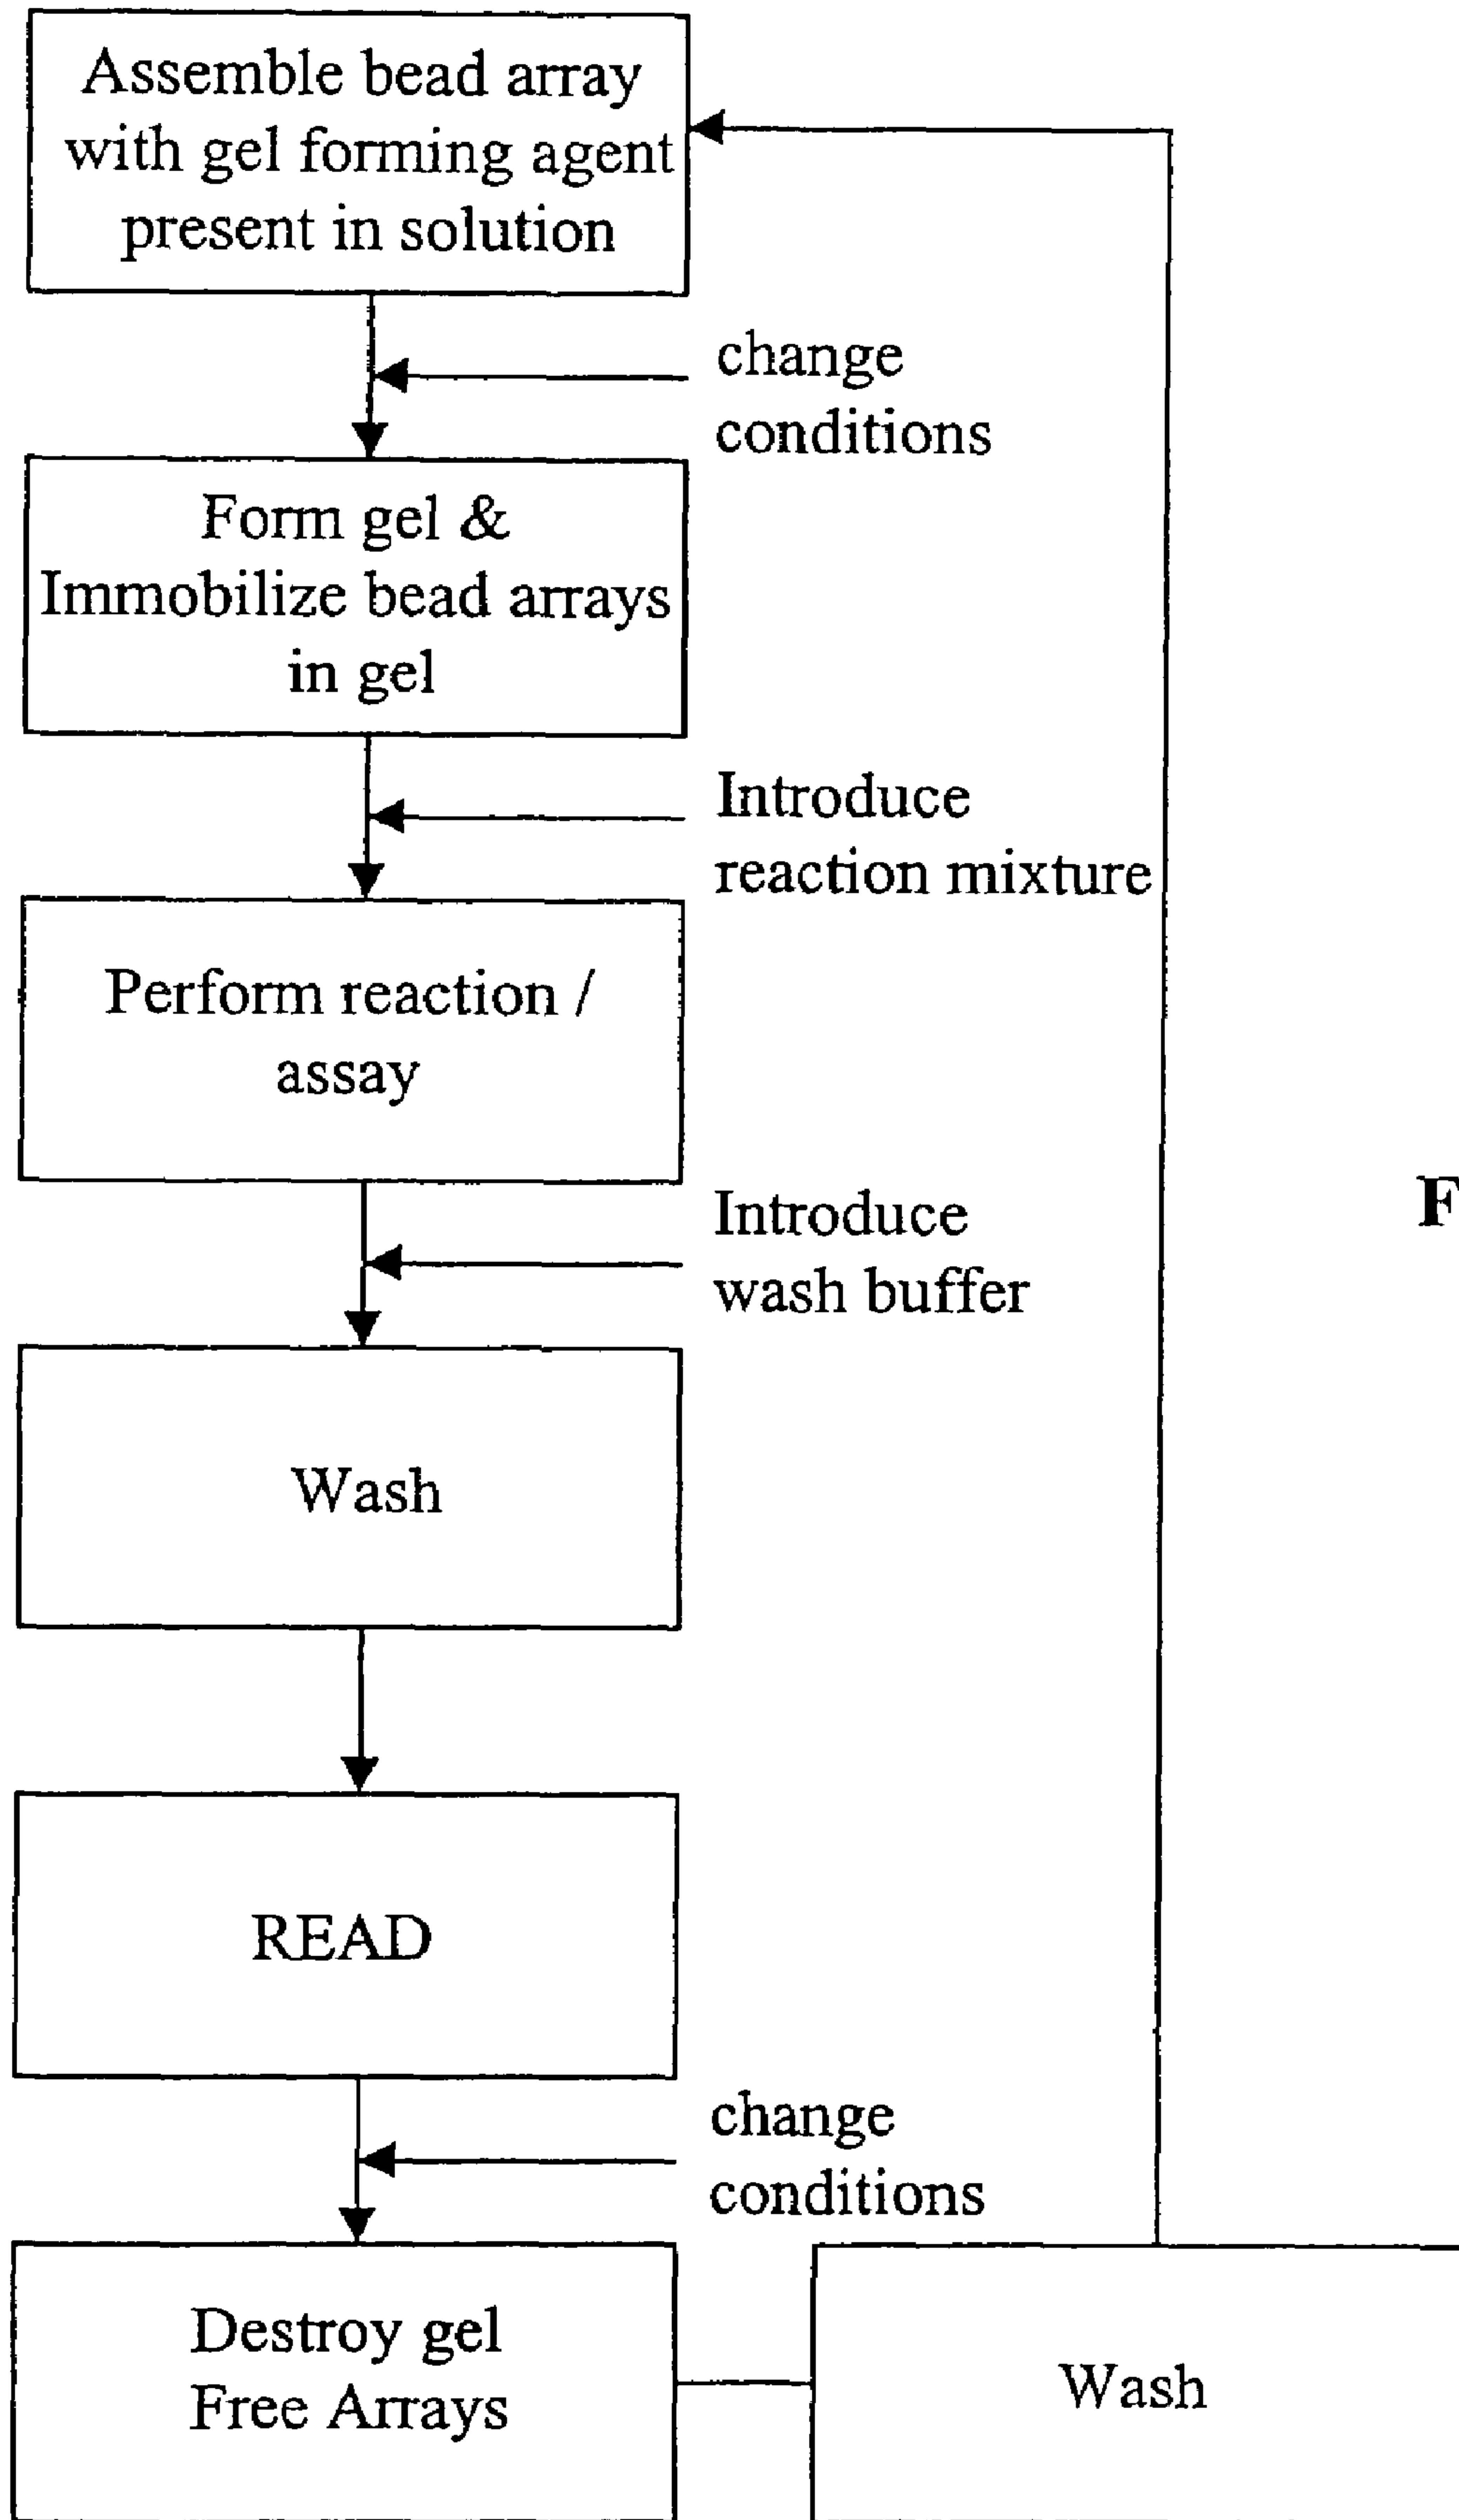 Assemble bead array
with gel forming agent
present in solution
change
conditions
Form gel &
Immobilize bead arrays
in gel
Introduce
reaction mixture
Perform reaction /
assay
Introduce
wash buffer
F
Wash
READ
change
conditions
Destroy gel
Free Arrays
Wash